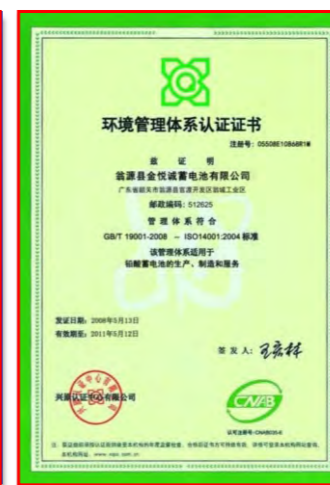 环境管理体系认证证书
注册号：05508E10868R1M
兹证明
翁源县金悦诚蓄电池有限公司
广东省韶关市翁源县官渡开发区翁城工业区
邮政编码：512625
管理体系符合
GB/T 19001-2008 – ISO14001:2004 标准
该管理体系适用于
铅酸蓄电池的生产、制造和服务
发证日期：2008年5月13日
有效期至：2011年5月12日
签发人：
兴原认证中心有限公司
CNAB